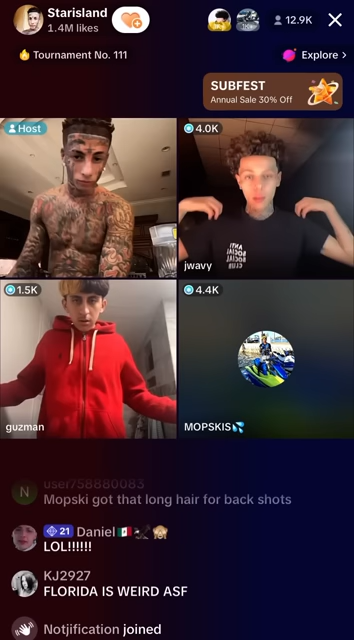 Starisland
1.4M likes
12.9K
Tournament No. 111
Explore >
SUBFEST
Annual Sale 30% Off
Host
4.0K
ANTI
SOCIAL
SOCIAL
CLUB
jwavy
1.5K
4.4K
guzman
MOPSKIS💦
N
user758880083
Mopski got that long hair for back shots
21 Daniel🇲🇽🙈
LOL!!!!!!
KJ2927
FLORIDA IS WEIRD ASF
Notjification joined